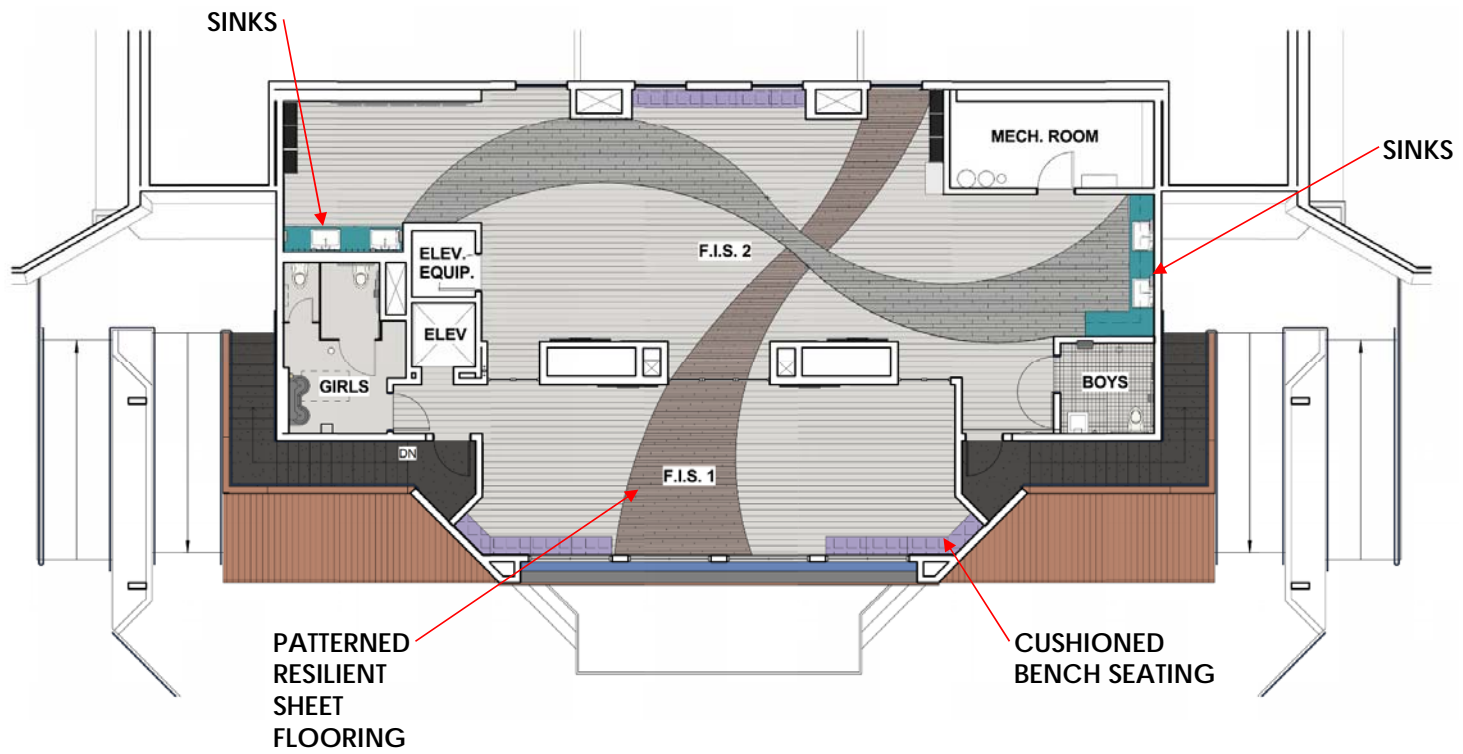 SINKS
MECH. ROOM
SINKS
ELEV.
EQUIP.
F.I.S. 2
ELEV
GIRLS
BOYS
DN
F.I.S. 1
PATTERNED
RESILIENT
SHEET
FLOORING
CUSHIONED
BENCH SEATING